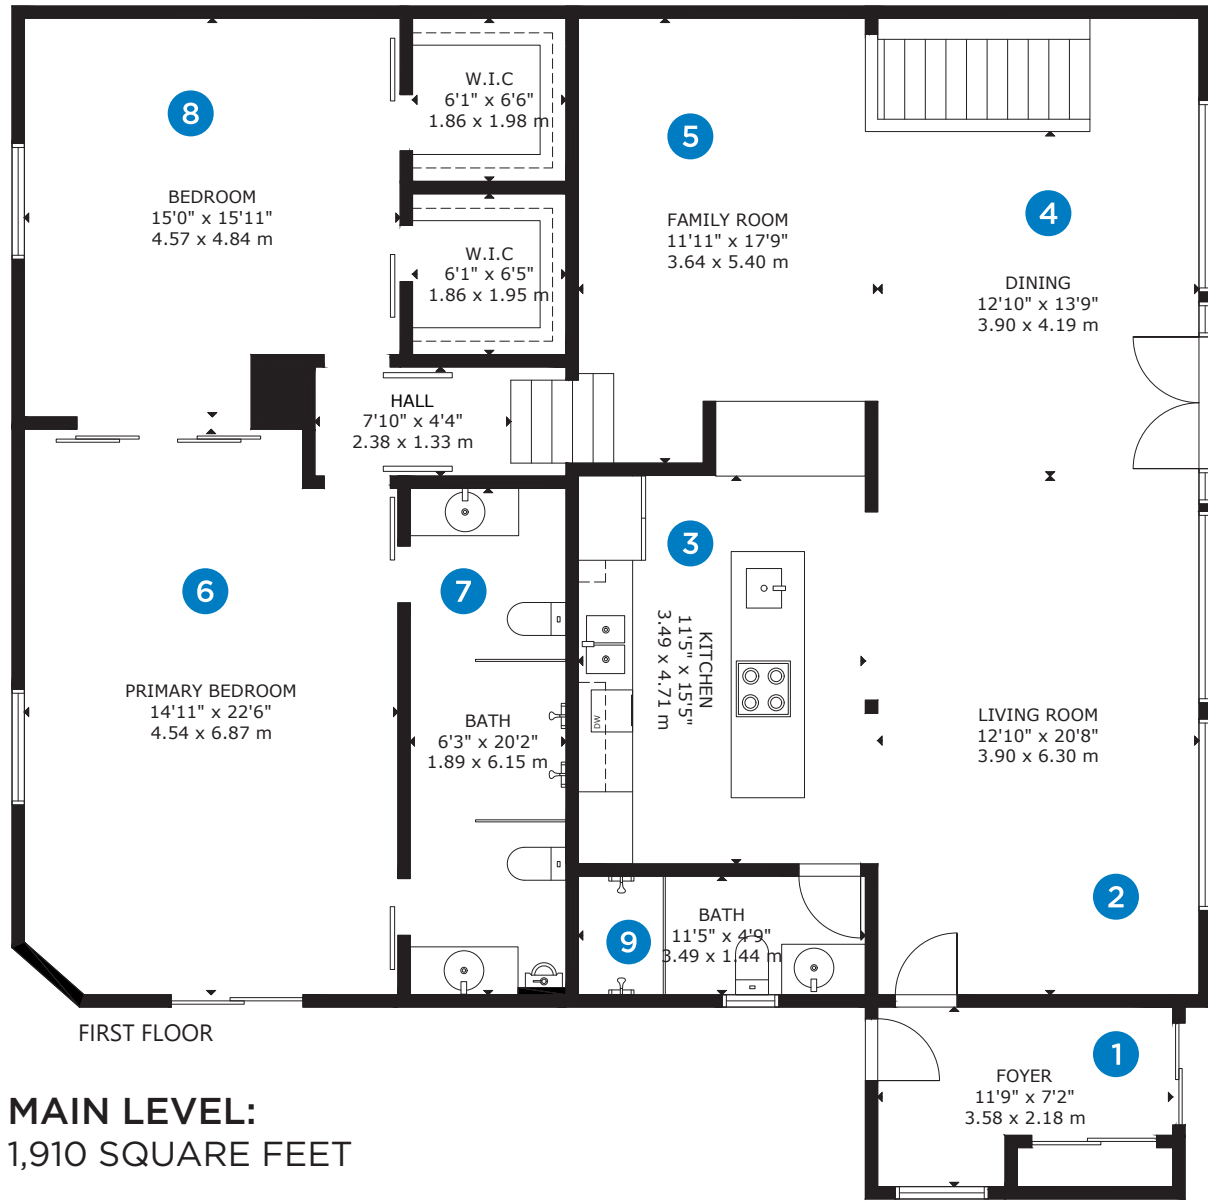 W.I.C
6'1" x 6'6"
1.86 x 1.98 m
8
5
BEDROOM
15'0" x 15'11"
4.57 x 4.84 m
W.I.C
6'1" x 6'5"
1.86 x 1.95 m
FAMILY ROOM
11'11" x 17'9"
3.64 x 5.40 m
4
DINING
12'10" x 13'9"
3.90 x 4.19 m
HALL
7'10" x 4'4"
2.38 x 1.33 m
3
6
7
KITCHEN
11'5" x 15'5"
3.49 x 4.71 m
DW
PRIMARY BEDROOM
14'11" x 22'6"
4.54 x 6.87 m
BATH
6'3" x 20'2"
1.89 x 6.15 m
LIVING ROOM
12'10" x 20'8"
3.90 x 6.30 m
2
9
BATH
11'5" x 4'9"
3.49 x 1.44 m
FIRST FLOOR
1
FOYER
11'9" x 7'2"
3.58 x 2.18 m
MAIN LEVEL:
1,910 SQUARE FEET